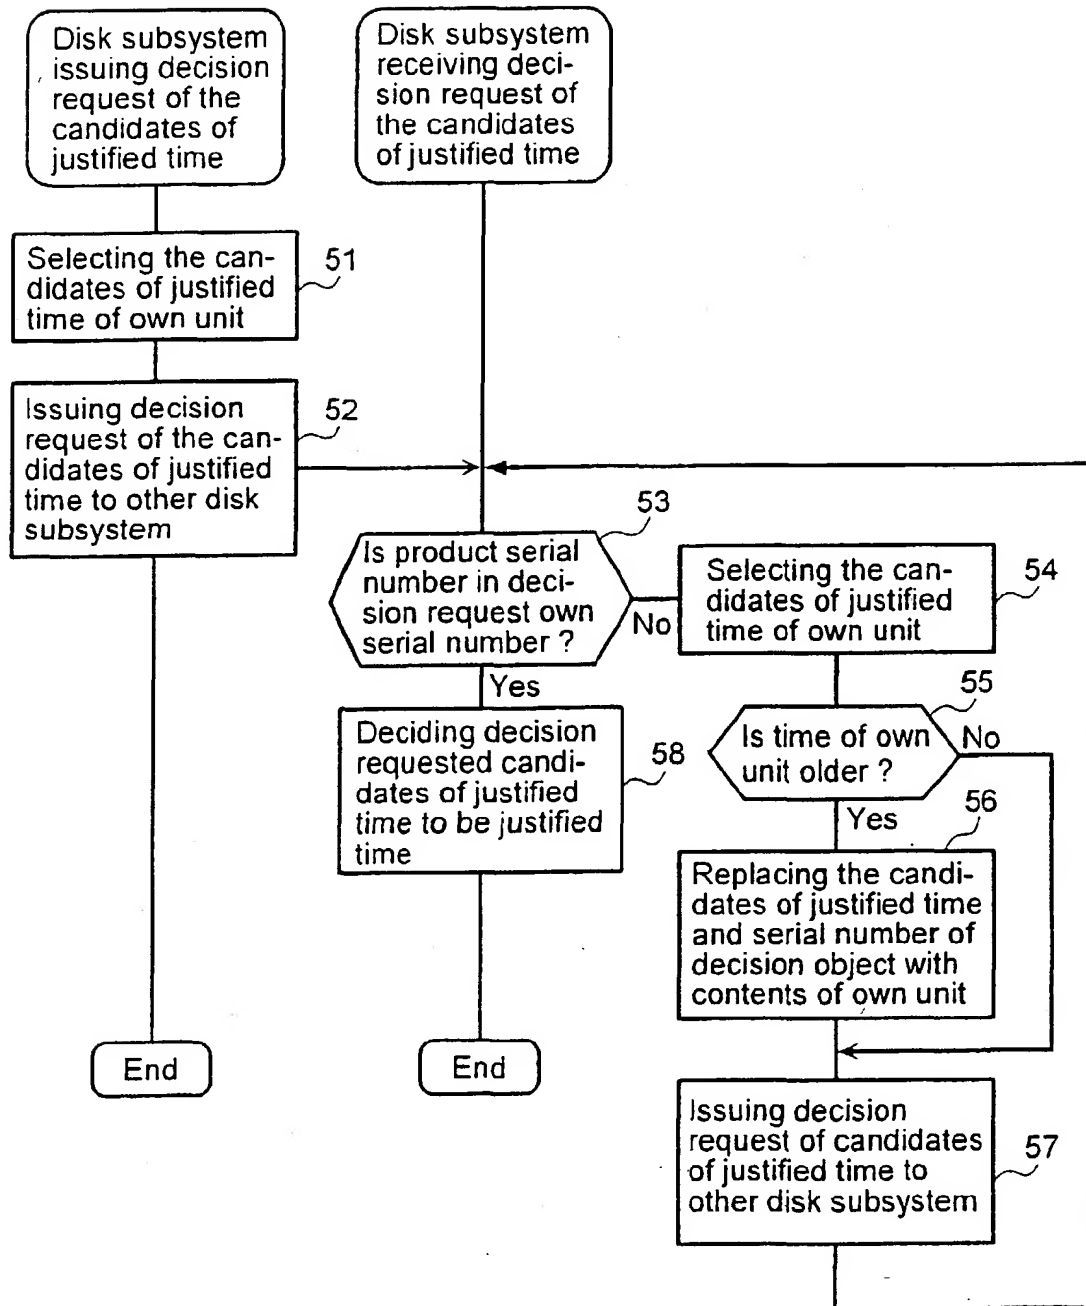 Disk subsystem
issuing decision
request of the
candidates of
justified time
Disk subsystem
receiving deci-
sion request of
the candidates
of justified time
Selecting the can-
didates of justified
time of own unit
51
Issuing decision
request of the can-
didates of justified
time to other disk
subsystem
52
53
Is product serial
number in deci-
sion request own
serial number ?
No
Yes
Selecting the can-
didates of justified
time of own unit
54
55
Is time of own
unit older ?
No
Yes
Deciding decision
requested candi-
dates of justified
time to be justified
time
58
56
Replacing the candi-
dates of justified time
and serial number of
decision object with
contents of own unit
End
End
Issuing decision
request of candidates
of justified time to
other disk subsystem
57